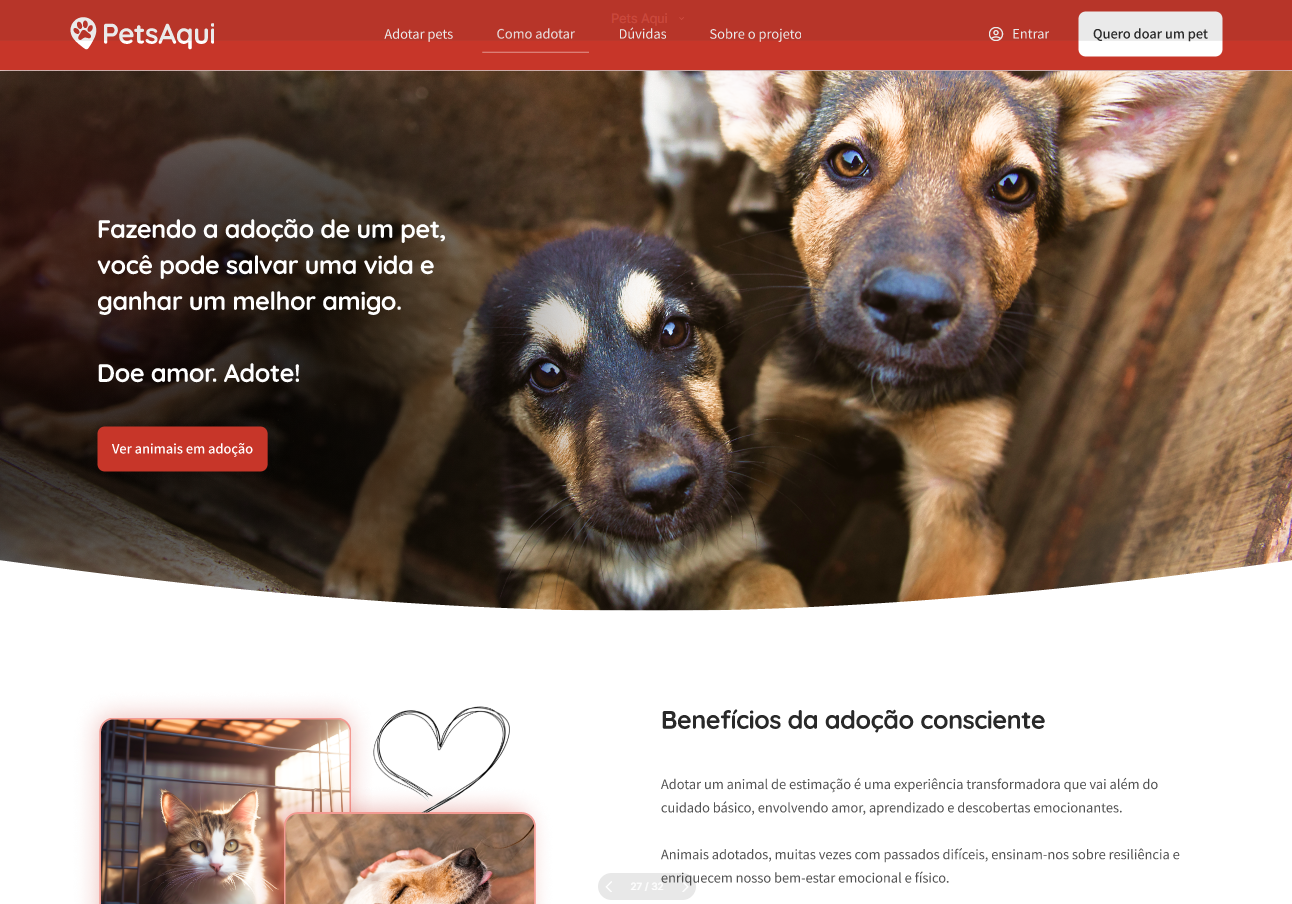 Pets Aqui
PetsAqui
Adotar pets
Como adotar
Dúvidas
Sobre o projeto
Entrar
Quero doar um pet
Fazendo a adoção de um pet,
você pode salvar uma vida e
ganhar um melhor amigo.
Doe amor. Adote!
Ver animais em adoção
Benefícios da adoção consciente
Adotar um animal de estimação é uma experiência transformadora que vai além do
cuidado básico, envolvendo amor, aprendizado e descobertas emocionantes.
Animais adotados, muitas vezes com passados difíceis, ensinam-nos sobre resiliência e
enriquecem nosso bem-estar emocional e físico.
27 / 32